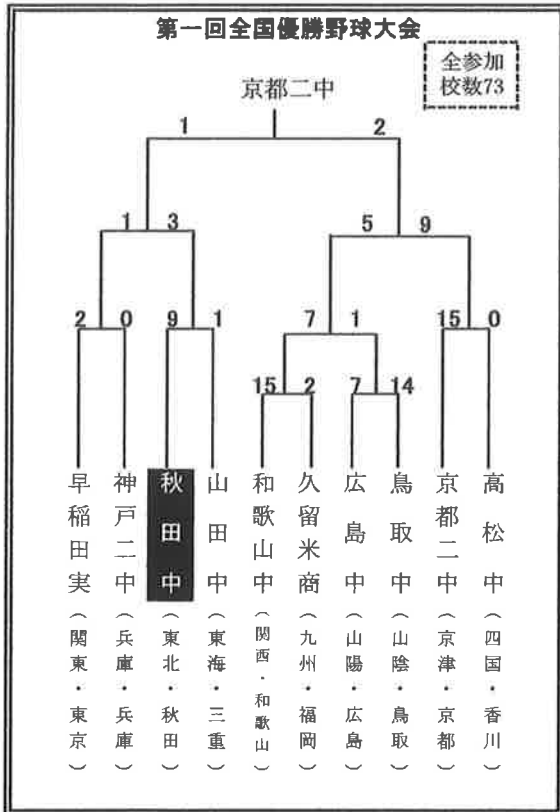 第一回全国優勝野球大会
全参加
校数73
京都二中
1 2
1 3 5 9
2 0 9 1 7 1 15 0
15 2 7 14
早稲田実（関東・東京）
神戸二中（兵庫・兵庫）
秋田中（東北・秋田）
山田中（東海・三重）
和歌山中（関西・和歌山）
久留米商（九州・福岡）
広島中（山陽・広島）
鳥取中（山陰・鳥取）
京都二中（京津・京都）
高松中（四国・香川）